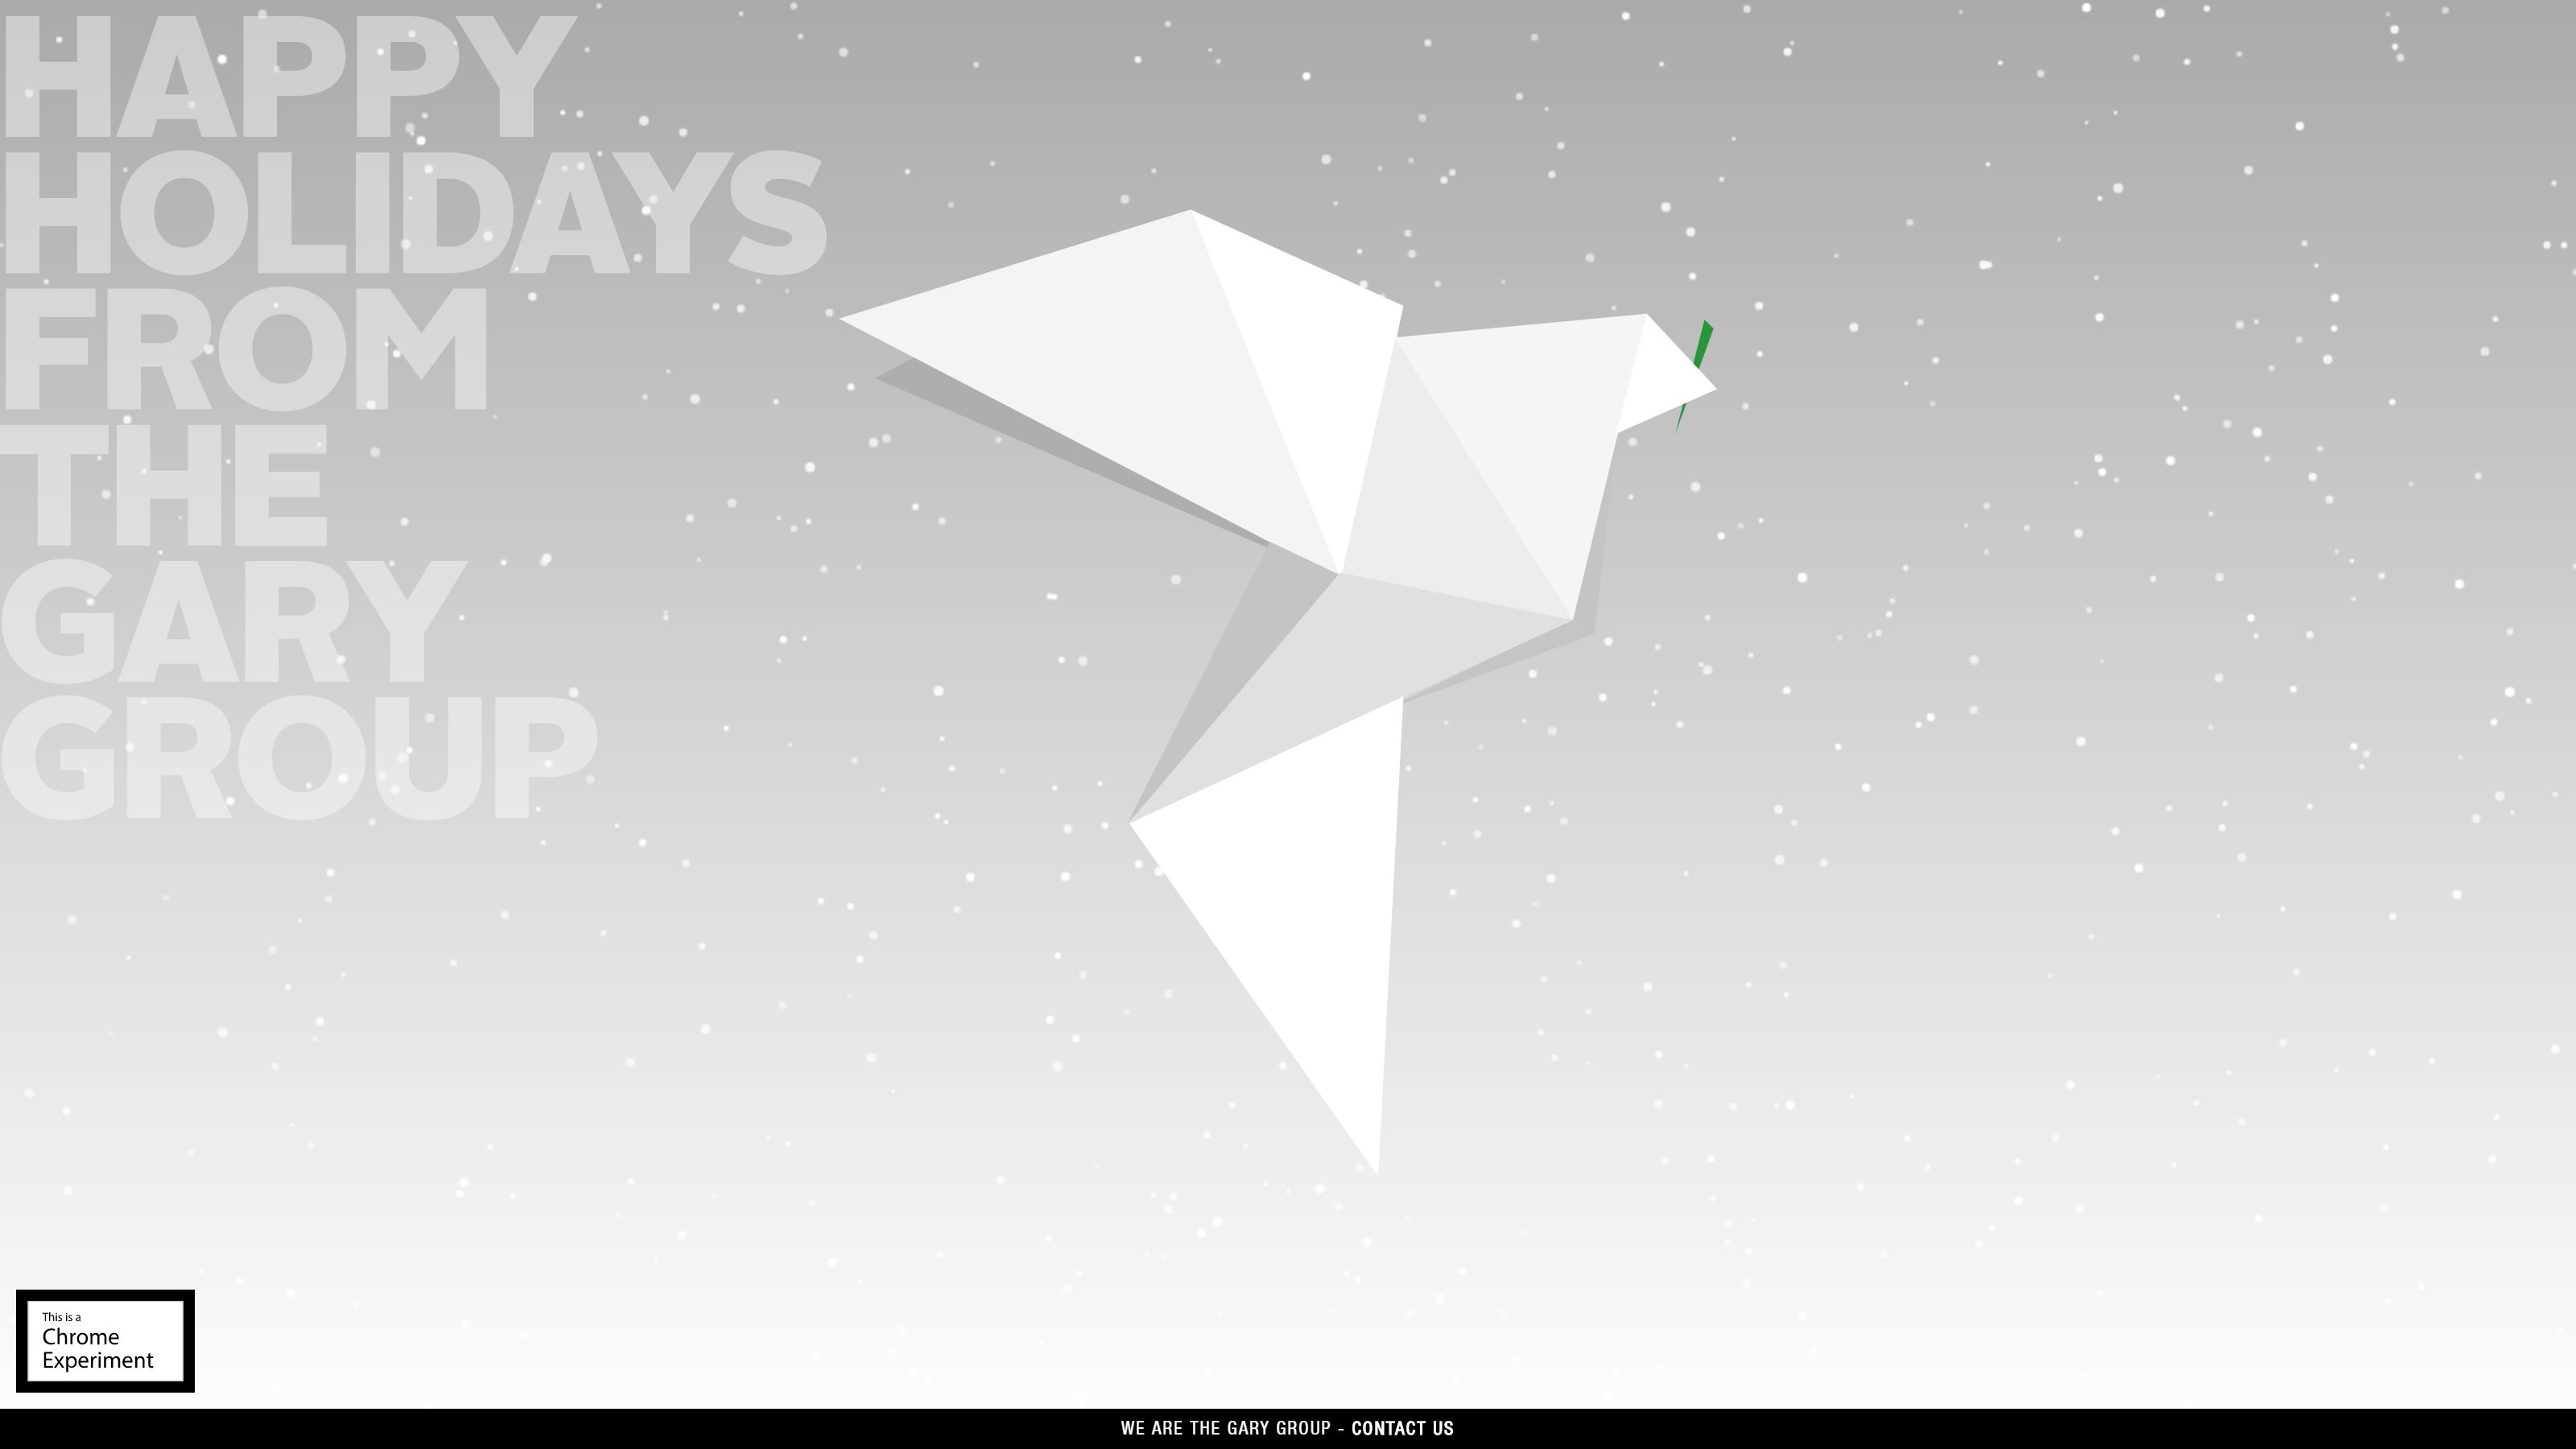 HAPPY
HOLIDAYS
FROM
THE
GARY
GROUP
This is a
Chrome
Experiment
WE ARE THE GARY GROUP - CONTACT US